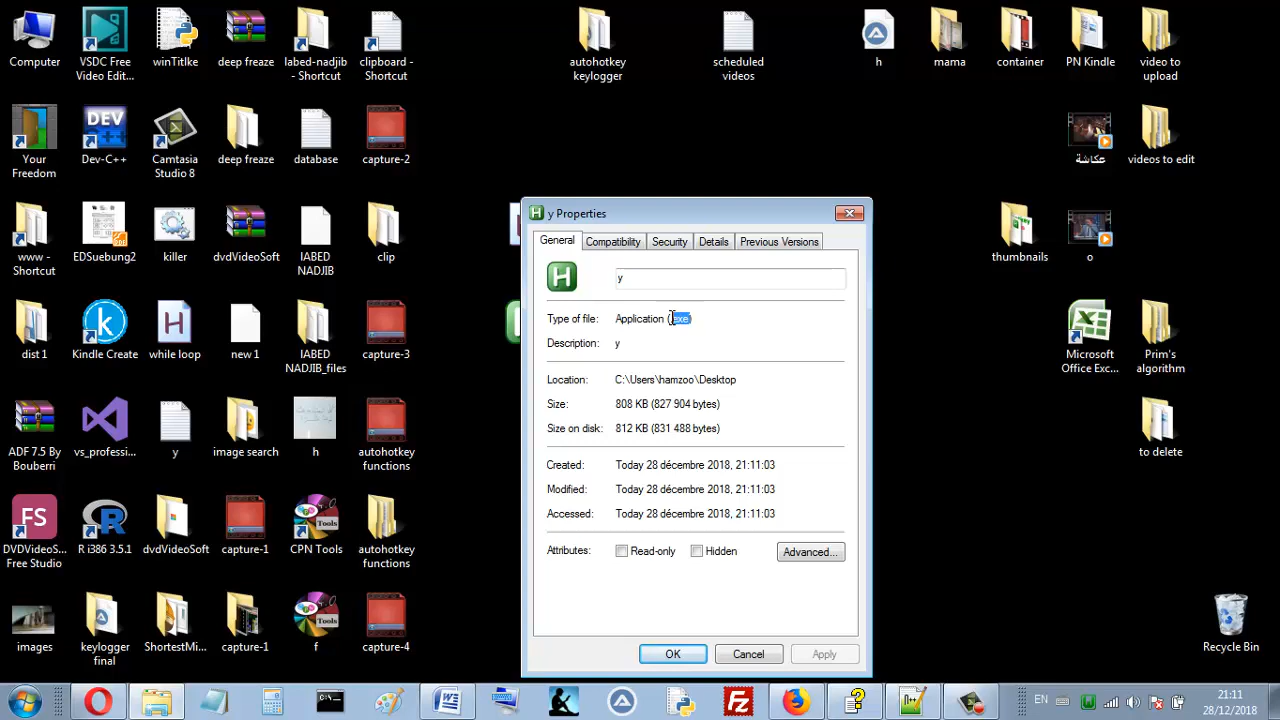 Computer
VSDC Free
Video Edit...
winTitlke
deep freaze
labed-nadjib
- Shortcut
clipboard -
Shortcut
autohotkey
keylogger
scheduled
videos
h
mama
container
PN Kindle
video to
upload
Your
Freedom
DEV
Dev-C++
Camtasia
Studio 8
deep freaze
database
capture-2
عكاشة
videos to edit
www -
Shortcut
EDSuebung2
killer
dvdVideoSoft
lABED
NADJIB
clip
thumbnails
o
dist 1
Kindle Create
while loop
new 1
lABED
NADJIB_files
capture-3
Microsoft
Office Exc...
Prim's
algorithm
ADF 7.5 By
Bouberri
vs_professi...
y
image search
h
autohotkey
functions
to delete
FS
DVDVideoS...
Free Studio
R i386 3.5.1
dvdVideoSoft
capture-1
Tools
CPN Tools
autohotkey
functions
images
keylogger
final
ShortestMi...
capture-1
Tools
f
capture-4
Recycle Bin
y Properties
General
Compatibility
Security
Details
Previous Versions
H
y
Type of file:
Application (.exe)
Description:
y
Location:
C:\Users\hamzoo\Desktop
Size:
808 KB (827 904 bytes)
Size on disk:
812 KB (831 488 bytes)
Created:
Today 28 décembre 2018, 21:11:03
Modified:
Today 28 décembre 2018, 21:11:03
Accessed:
Today 28 décembre 2018, 21:11:03
Attributes:
Read-only
Hidden
Advanced...
OK
Cancel
Apply
EN
21:11
28/12/2018